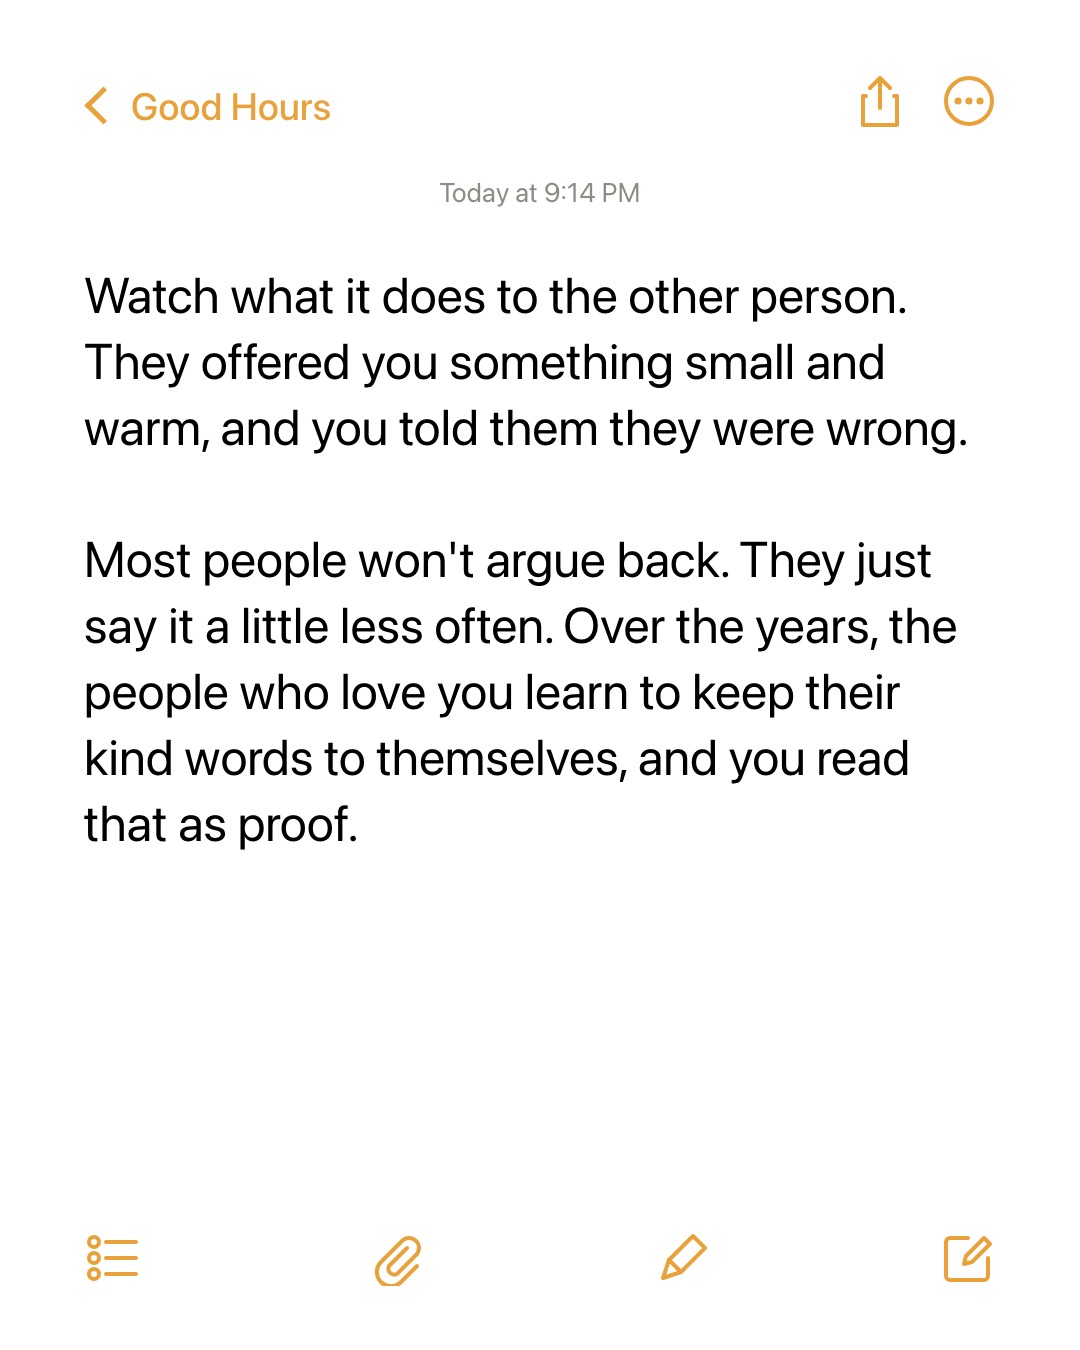 Good Hours
Today at 9:14 PM
Watch what it does to the other person.
They offered you something small and
warm, and you told them they were wrong.
Most people won't argue back. They just
say it a little less often. Over the years, the
people who love you learn to keep their
kind words to themselves, and you read
that as proof.